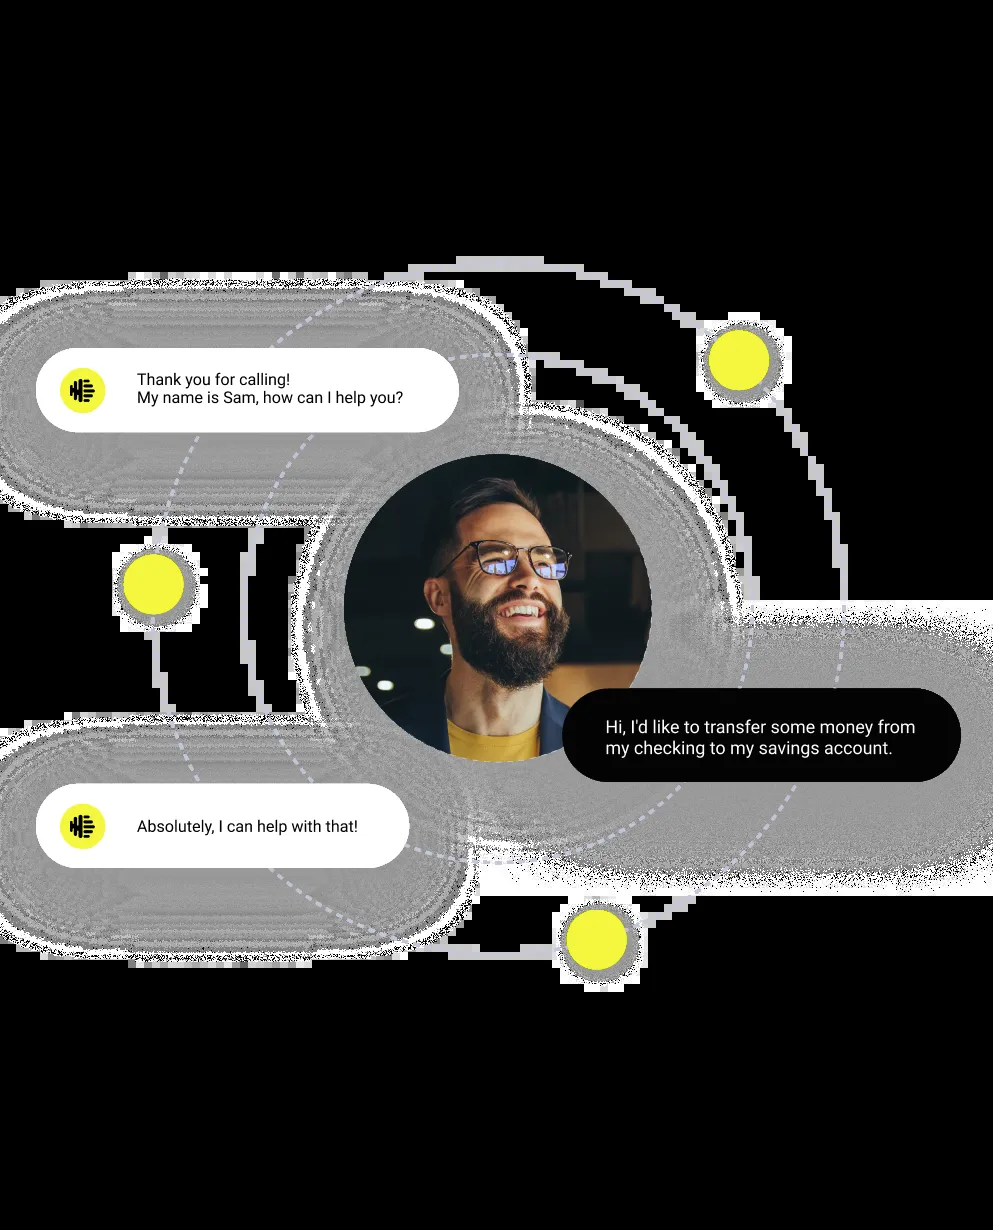 Thank you for calling!
My name is Sam, how can I help you?
Hi, I'd like to transfer some money from
my checking to my savings account.
Absolutely, I can help with that!